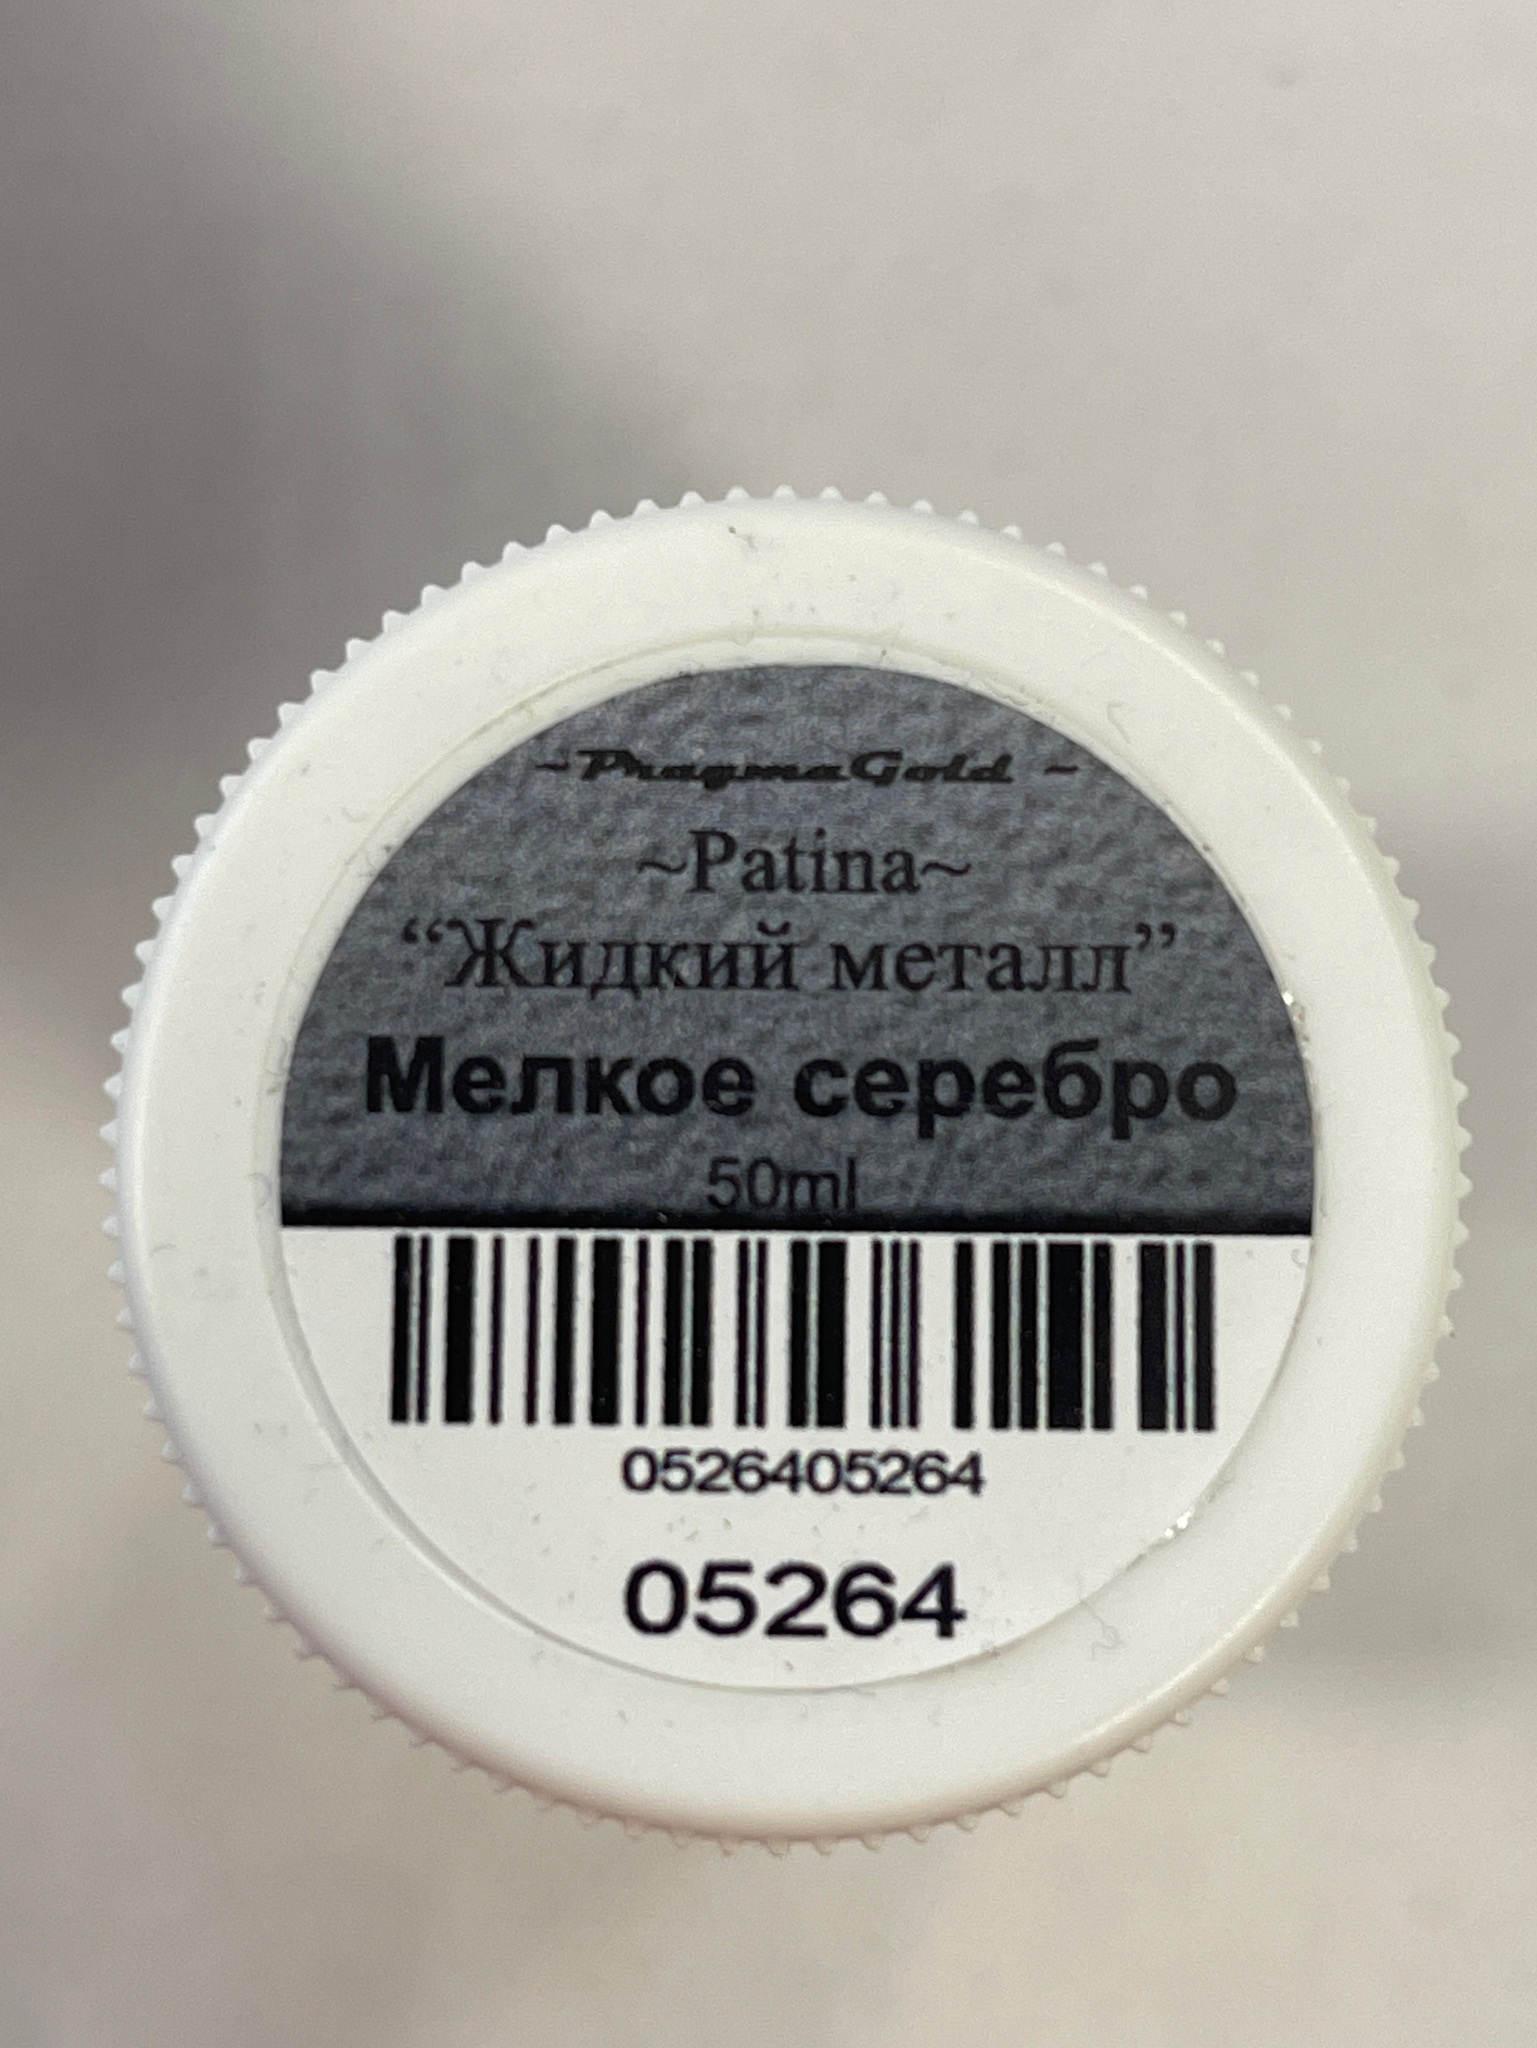 ~PragmaGold ~
~Patina~
“Жидкий металл”
Мелкое серебро
50ml
0526405264
05264